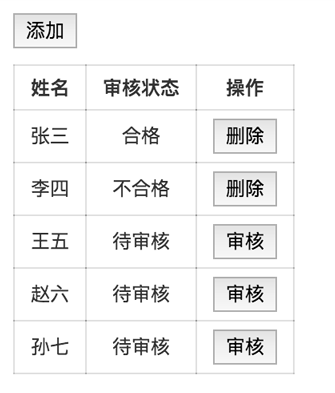 添加
姓名 审核状态 操作
张三 合格 删除
李四 不合格 删除
王五 待审核 审核
赵六 待审核 审核
孙七 待审核 审核